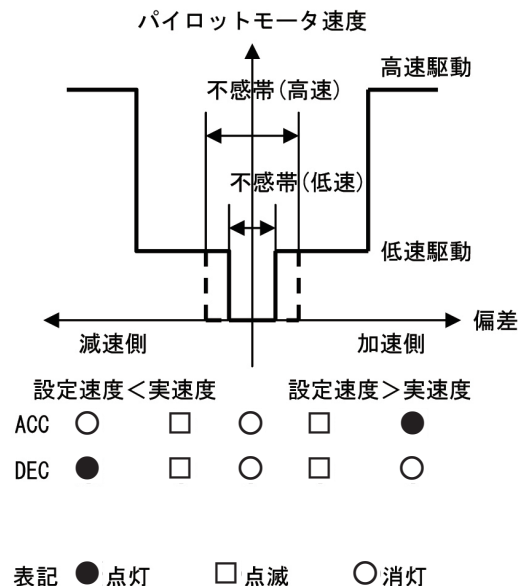 パイロットモータ速度
高速駆動
不感帯(高速)
不感帯(低速)
低速駆動
偏差
減速側 加速側
設定速度<実速度 設定速度>実速度
ACC ○ □ ○ □ ●
DEC ● □ ○ □ ○
表記 ●点灯 □点滅 ○消灯